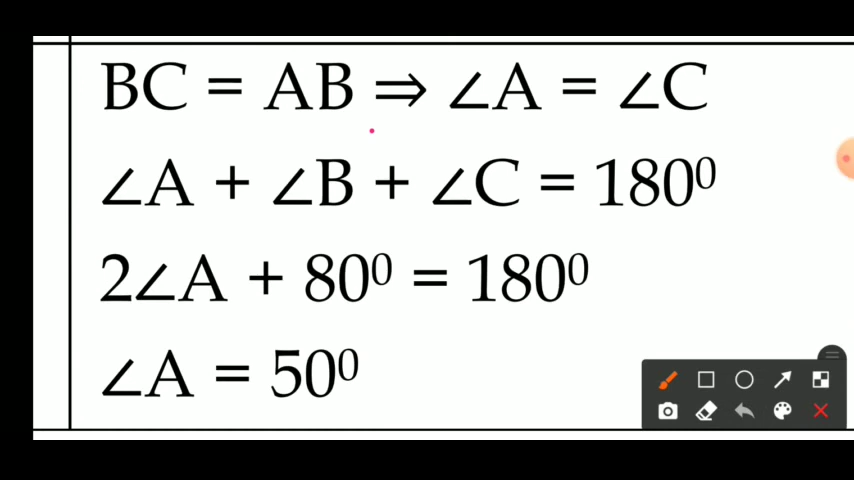 BC = AB ⇒ ∠A = ∠C
∠A + ∠B + ∠C = 180⁰
2∠A + 80⁰ = 180⁰
∠A = 50⁰